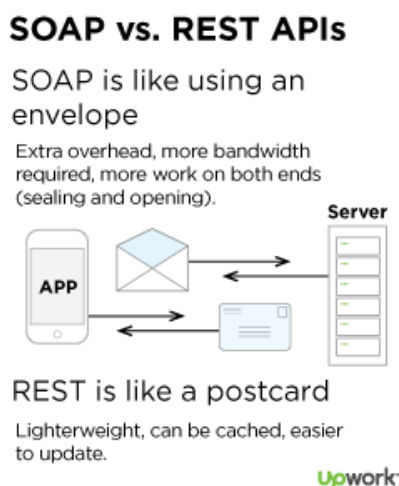 SOAP vs. REST APIs
SOAP is like using an
envelope
Extra overhead, more bandwidth
required, more work on both ends
(sealing and opening).
Server
APP
REST is like a postcard
Lighterweight, can be cached, easier
to update.
Upwork